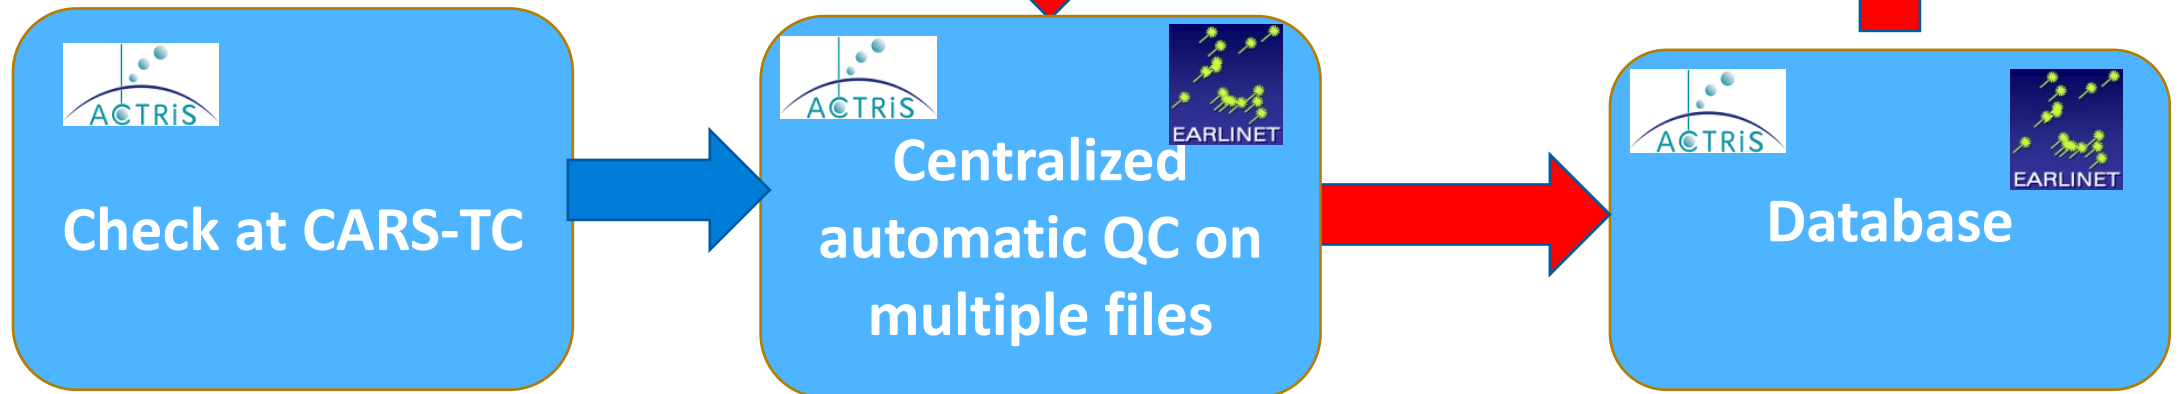 ACTRiS
Check at CARS-TC
ACTRiS
EARLINET
Centralized
automatic QC on
multiple files
ACTRiS
EARLINET
Database